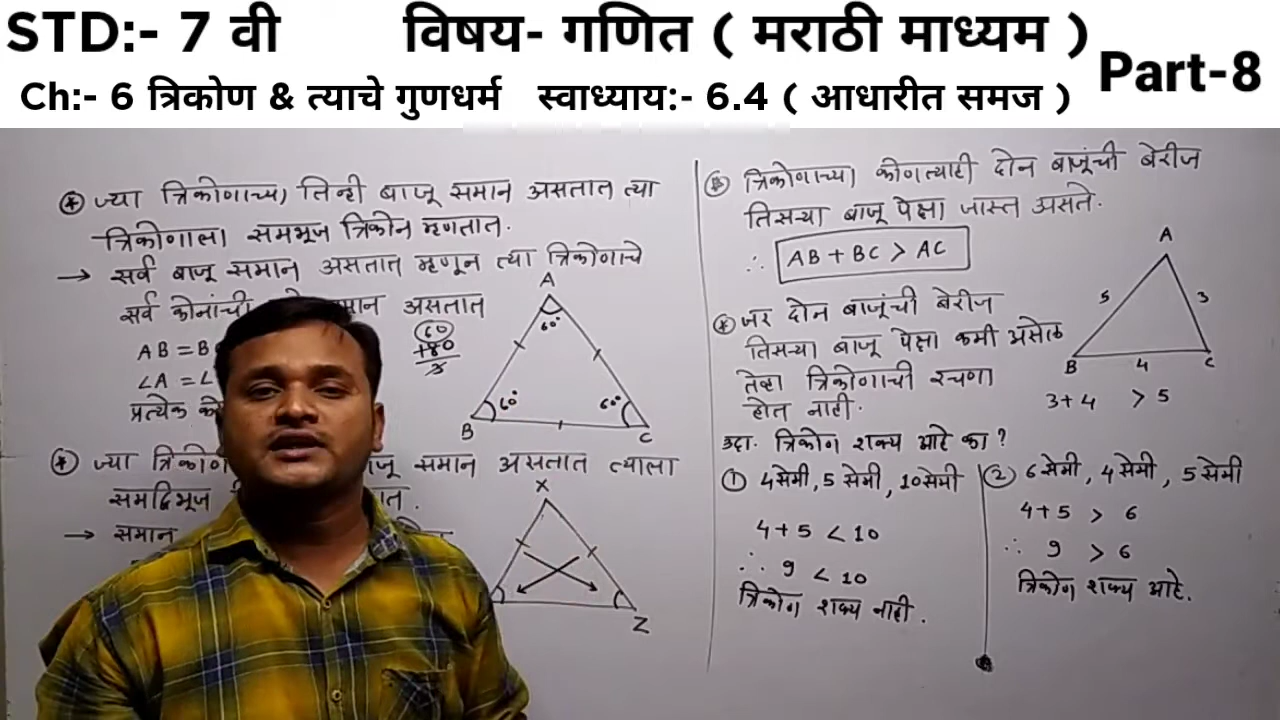 STD:- 7 वी विषय- गणित ( मराठी माध्यम )
Part-8
Ch:- 6 त्रिकोण & त्याचे गुणधर्म स्वाध्याय:- 6.4 ( आधारीत समज )
* ज्या त्रिकोणाच्या तिन्ही बाजू समान असतात त्या
त्रिकोणाला समभूज त्रिकोन म्हणतात.
→ सर्व बाजू समान असतात म्हणून त्या त्रिकोणाचे
सर्व कोनांची समान असतात
AB = B
∠A = ∠
प्रत्येक
60
+80
x
A
60°
60°
60°
B
C
* ज्या त्रिकोण बाजू समान असतात त्याला
समद्विभूज
→ समान
X
Z
* त्रिकोणाच्या कोणत्याही दोन बाजूंची बेरीज
तिसऱ्या बाजू पेक्षा जास्त असते.
∴ AB + BC > AC
* जर दोन बाजूंची बेरीज
तिसऱ्या बाजू पेक्षा कमी असेल
तेव्हा त्रिकोणाची रचना
होत नाही.
A
5
3
B
4
C
3+4 > 5
उदा. त्रिकोण शक्य आहे का ?
① 4सेमी, 5 सेमी, 10सेमी
4+5 < 10
∴ 9 < 10
त्रिकोण शक्य नाही.
② 6सेमी, 4सेमी, 5सेमी
4+5 > 6
∴ 9 > 6
त्रिकोण शक्य आहे.